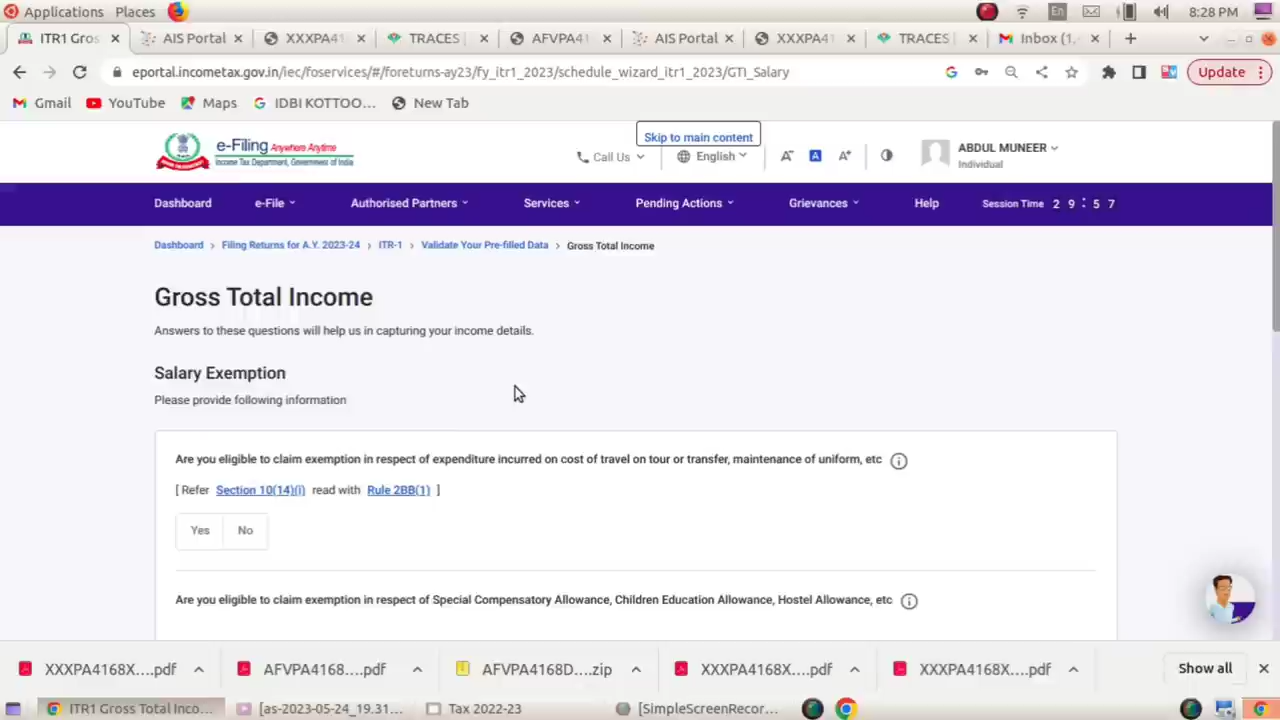 Applications Places En 8:28 PM
ITR1 Gros AIS Portal XXXPA41 TRACES AFVPA41 AIS Portal XXXPA41 TRACES Inbox (1,
eportal.incometax.gov.in/iec/foservices/#/foreturns-ay23/fy_itr1_2023/schedule_wizard_itr1_2023/GTI_Salary Update
Gmail YouTube Maps IDBI KOTTOO... New Tab
Skip to main content
e-Filing Anywhere Anytime
Income Tax Department, Government of India
Call Us English A- A A+ ABDUL MUNEER
Individual
Dashboard e-File Authorised Partners Services Pending Actions Grievances Help Session Time 2 9 : 5 7
Dashboard > Filing Returns for A.Y. 2023-24 > ITR-1 > Validate Your Pre-filled Data > Gross Total Income
Gross Total Income
Answers to these questions will help us in capturing your income details.
Salary Exemption
Please provide following information
Are you eligible to claim exemption in respect of expenditure incurred on cost of travel on tour or transfer, maintenance of uniform, etc
[ Refer Section 10(14)(i) read with Rule 2BB(1) ]
Yes No
Are you eligible to claim exemption in respect of Special Compensatory Allowance, Children Education Allowance, Hostel Allowance, etc
XXXPA4168X....pdf AFVPA4168....pdf AFVPA4168D....zip XXXPA4168X....pdf XXXPA4168X....pdf Show all
ITR1 Gross Total Inco... [as-2023-05-24_19.31... Tax 2022-23 [SimpleScreenRecor...